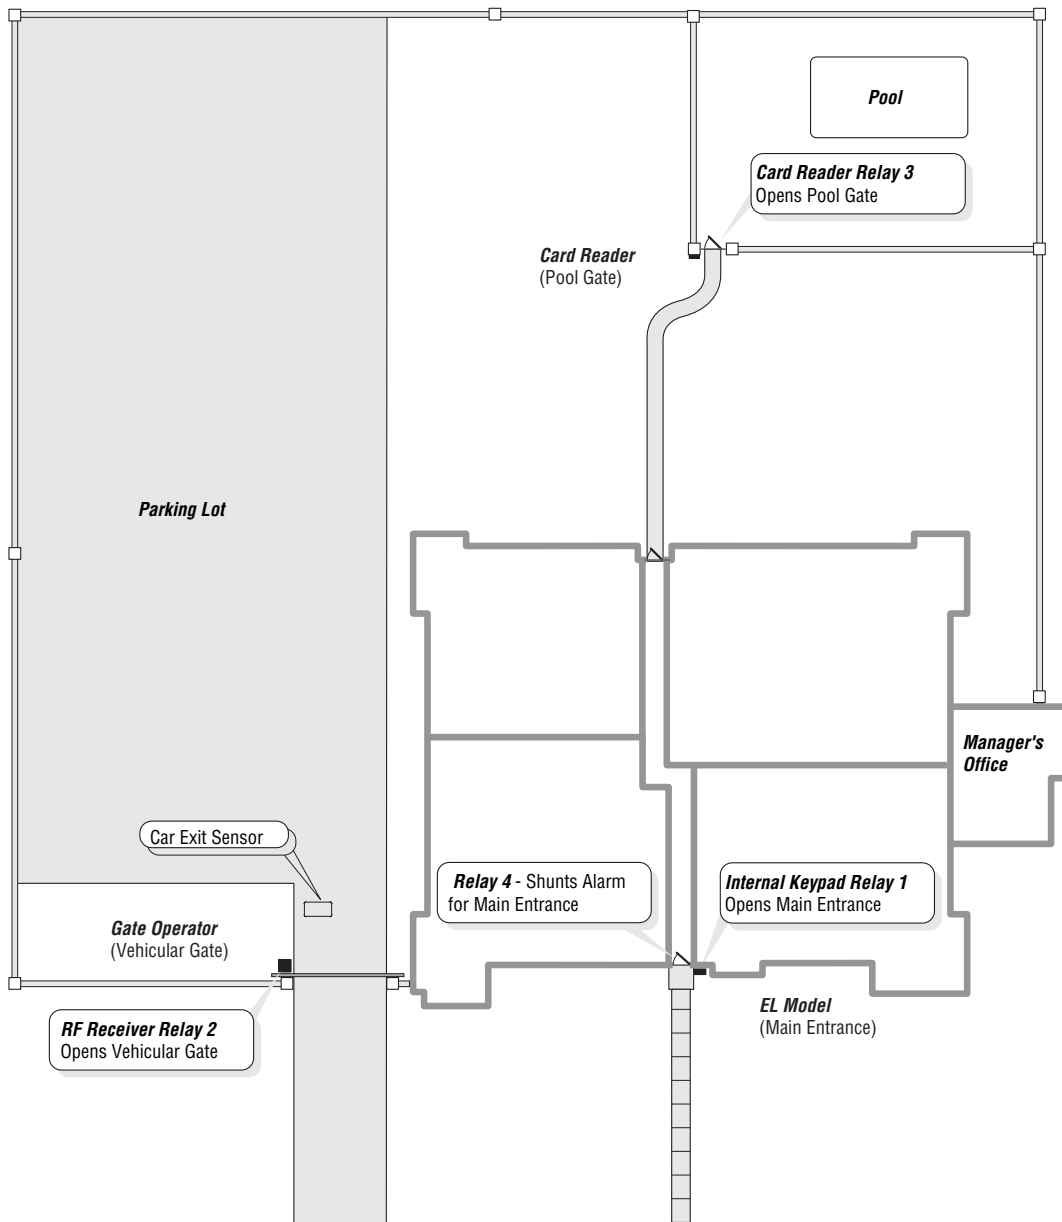 Pool
Card Reader Relay 3
Opens Pool Gate
Card Reader
(Pool Gate)
Parking Lot
Manager's
Office
Car Exit Sensor
Relay 4 - Shunts Alarm
for Main Entrance
Internal Keypad Relay 1
Opens Main Entrance
Gate Operator
(Vehicular Gate)
EL Model
(Main Entrance)
RF Receiver Relay 2
Opens Vehicular Gate